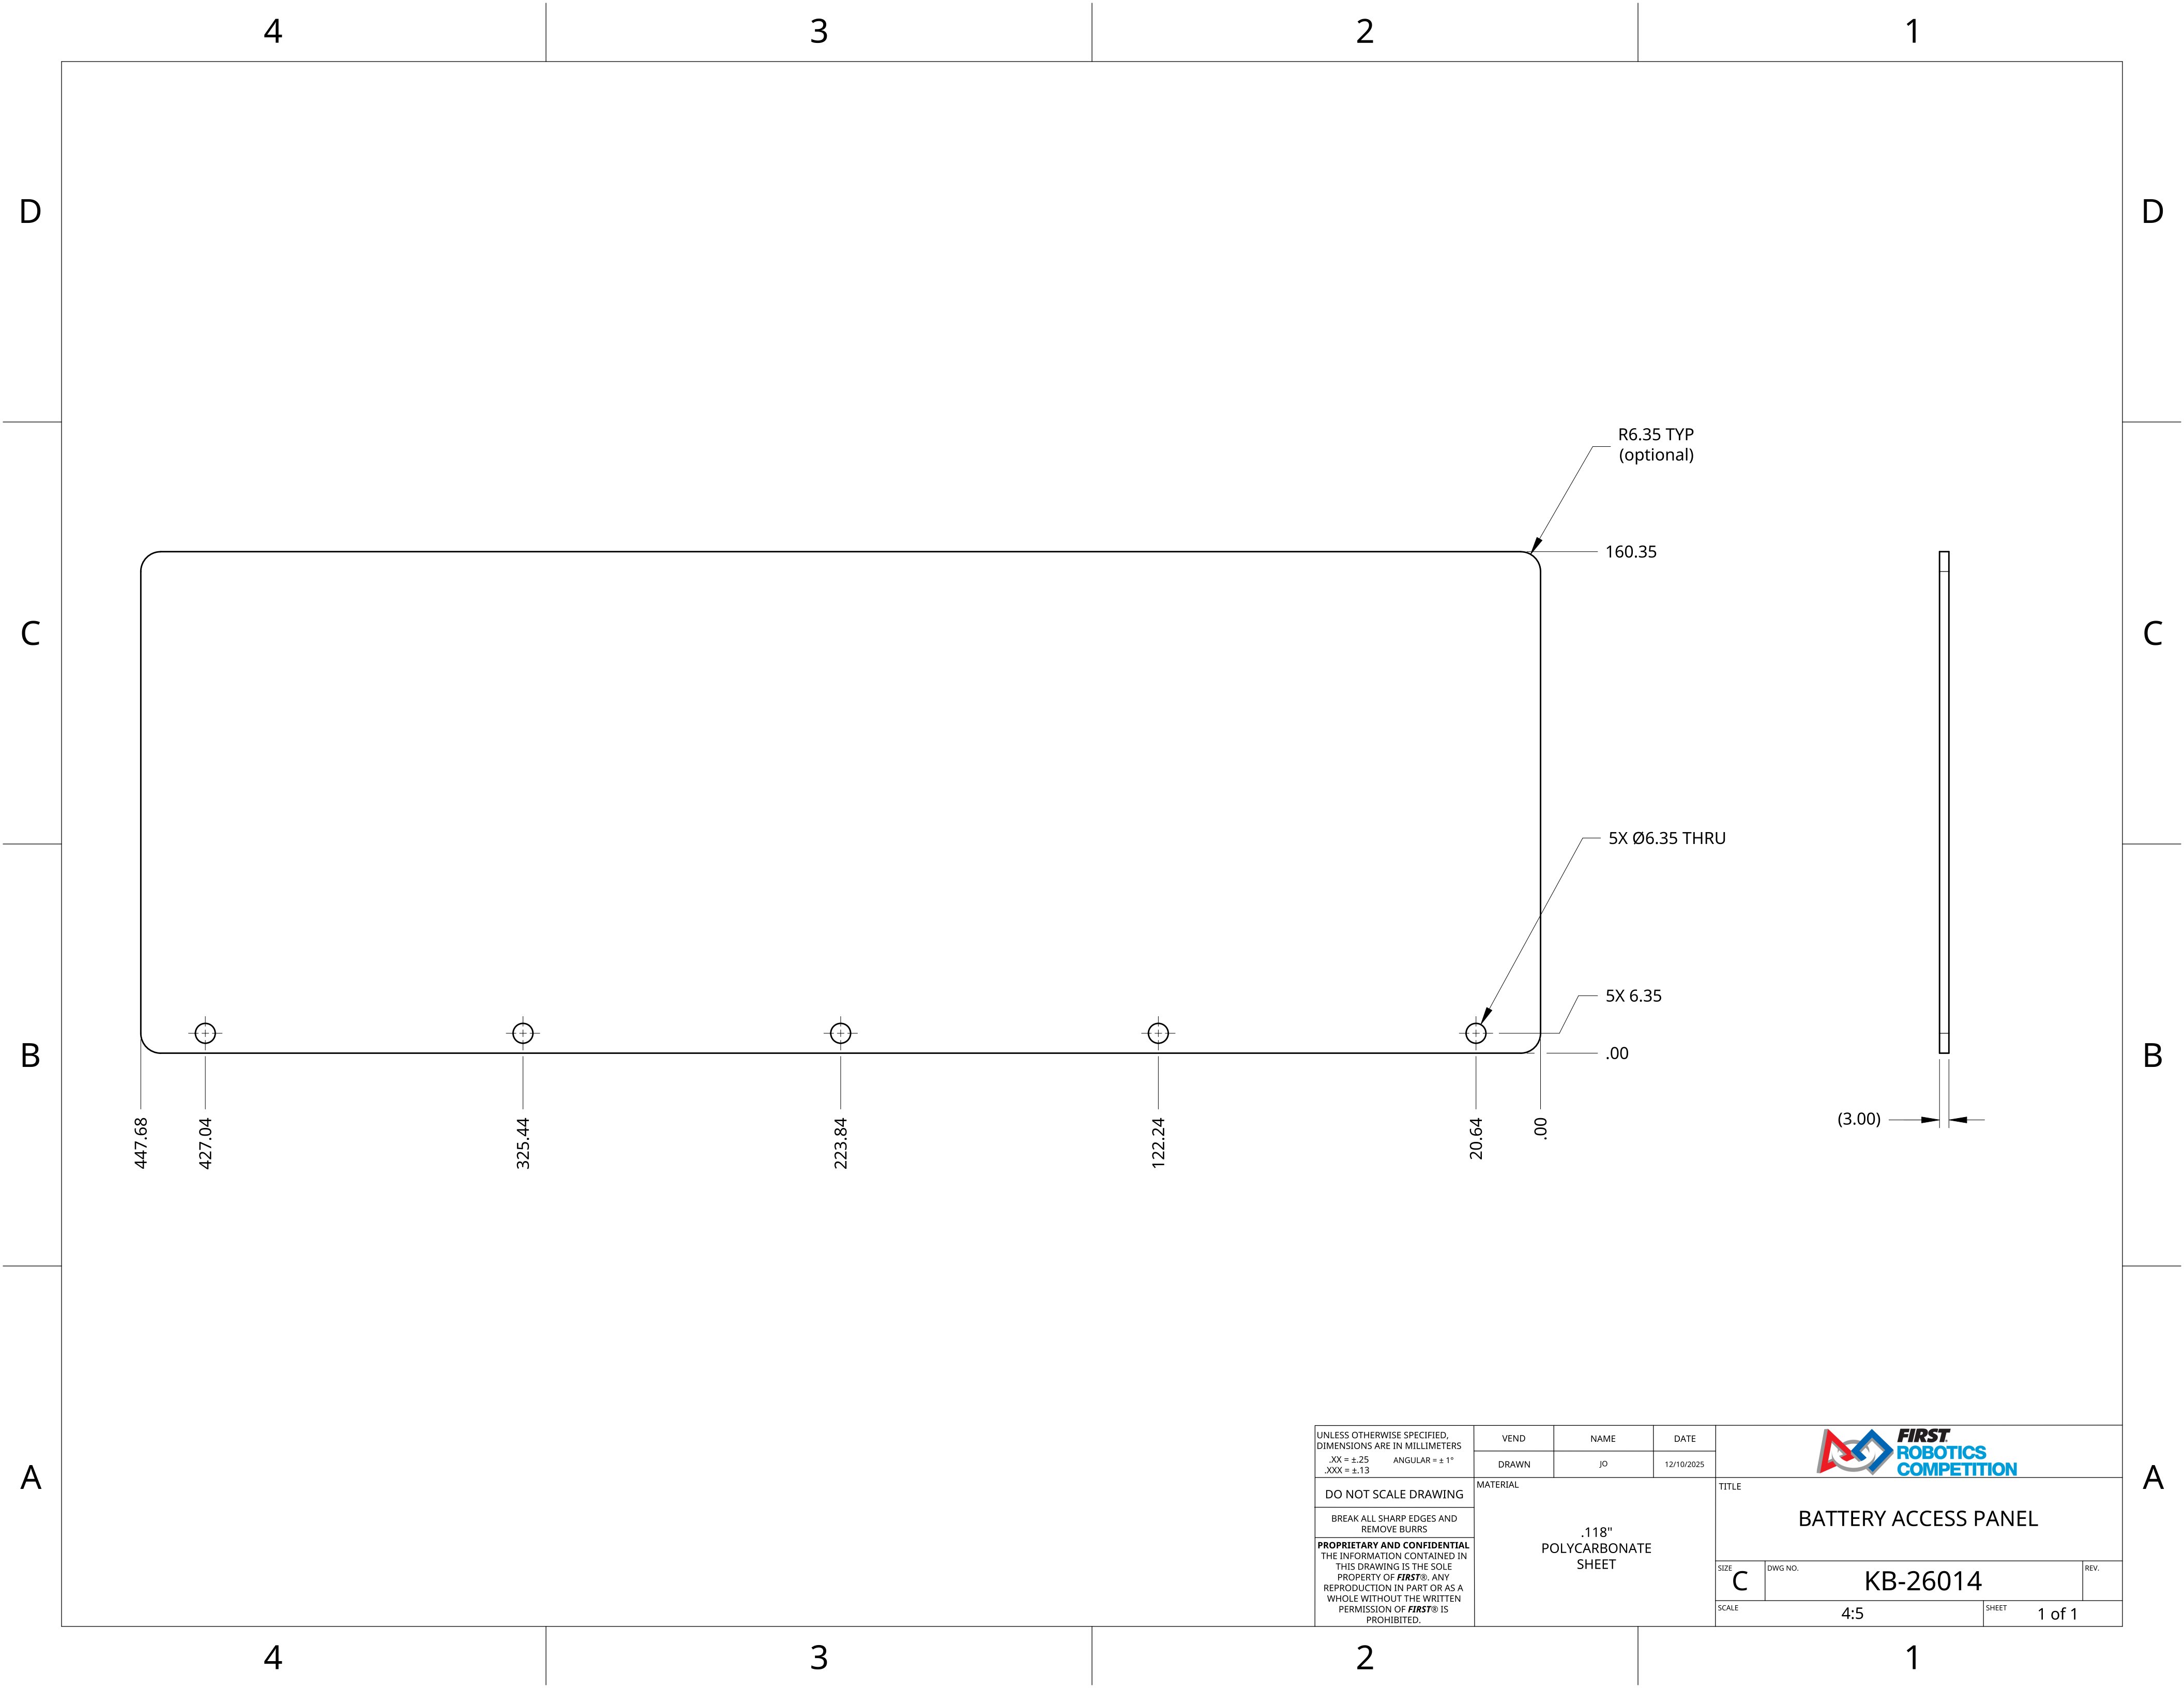 4 3 2 1
D D
R6.35 TYP
(optional)
160.35
C C
5X Ø6.35 THRU
5X 6.35
.00
B B
447.68
427.04
325.44
223.84
122.24
20.64
.00
(3.00)
A A
UNLESS OTHERWISE SPECIFIED,
DIMENSIONS ARE IN MILLIMETERS
.XX = ±.25 ANGULAR = ± 1°
.XXX = ±.13
DO NOT SCALE DRAWING
BREAK ALL SHARP EDGES AND
REMOVE BURRS
PROPRIETARY AND CONFIDENTIAL
THE INFORMATION CONTAINED IN
THIS DRAWING IS THE SOLE
PROPERTY OF FIRST®. ANY
REPRODUCTION IN PART OR AS A
WHOLE WITHOUT THE WRITTEN
PERMISSION OF FIRST® IS
PROHIBITED.
VEND NAME DATE
DRAWN JO 12/10/2025
MATERIAL
.118"
POLYCARBONATE
SHEET
FIRST®
ROBOTICS
COMPETITION
TITLE
BATTERY ACCESS PANEL
SIZE C
DWG NO. KB-26014
REV.
SCALE 4:5
SHEET 1 of 1
4 3 2 1